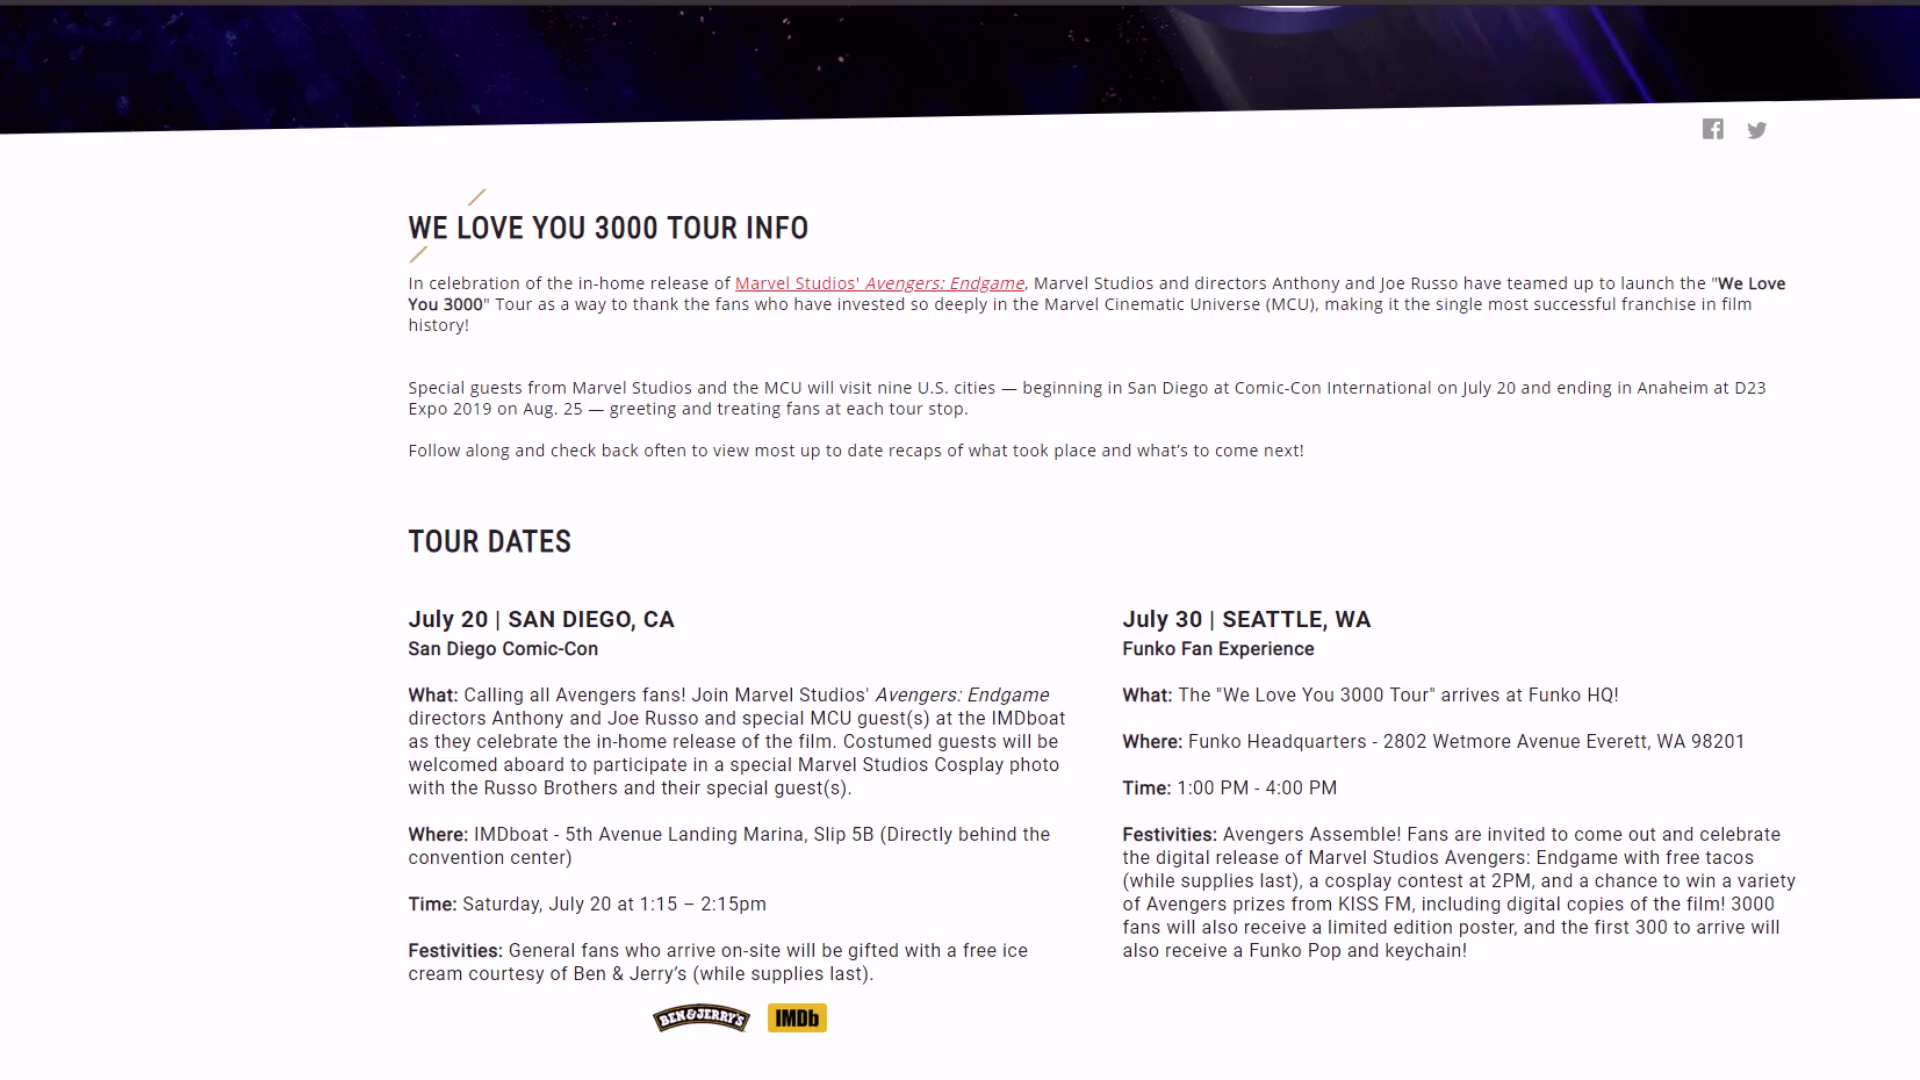 WE LOVE YOU 3000 TOUR INFO
In celebration of the in-home release of Marvel Studios' Avengers: Endgame, Marvel Studios and directors Anthony and Joe Russo have teamed up to launch the "We Love
You 3000" Tour as a way to thank the fans who have invested so deeply in the Marvel Cinematic Universe (MCU), making it the single most successful franchise in film
history!
Special guests from Marvel Studios and the MCU will visit nine U.S. cities — beginning in San Diego at Comic-Con International on July 20 and ending in Anaheim at D23
Expo 2019 on Aug. 25 — greeting and treating fans at each tour stop.
Follow along and check back often to view most up to date recaps of what took place and what’s to come next!
TOUR DATES
July 20 | SAN DIEGO, CA
San Diego Comic-Con
What: Calling all Avengers fans! Join Marvel Studios' Avengers: Endgame
directors Anthony and Joe Russo and special MCU guest(s) at the IMDboat
as they celebrate the in-home release of the film. Costumed guests will be
welcomed aboard to participate in a special Marvel Studios Cosplay photo
with the Russo Brothers and their special guest(s).
Where: IMDboat - 5th Avenue Landing Marina, Slip 5B (Directly behind the
convention center)
Time: Saturday, July 20 at 1:15 – 2:15pm
Festivities: General fans who arrive on-site will be gifted with a free ice
cream courtesy of Ben & Jerry’s (while supplies last).
BEN & JERRY'S
IMDb
July 30 | SEATTLE, WA
Funko Fan Experience
What: The "We Love You 3000 Tour" arrives at Funko HQ!
Where: Funko Headquarters - 2802 Wetmore Avenue Everett, WA 98201
Time: 1:00 PM - 4:00 PM
Festivities: Avengers Assemble! Fans are invited to come out and celebrate
the digital release of Marvel Studios Avengers: Endgame with free tacos
(while supplies last), a cosplay contest at 2PM, and a chance to win a variety
of Avengers prizes from KISS FM, including digital copies of the film! 3000
fans will also receive a limited edition poster, and the first 300 to arrive will
also receive a Funko Pop and keychain!